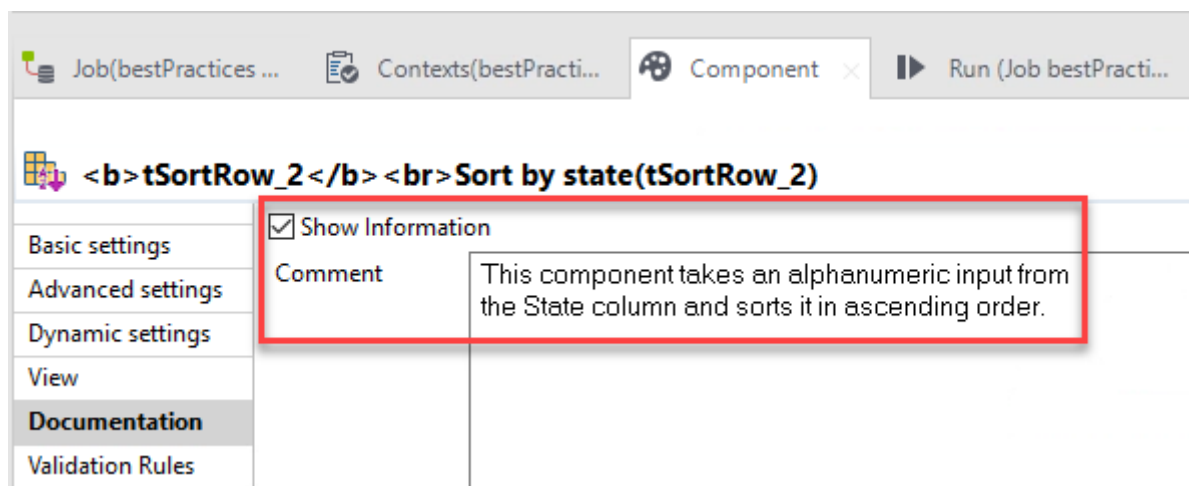 Job(bestPractices ...
Contexts(bestPracti...
Component
Run (Job bestPracti...
<b>tSortRow_2</b><br>Sort by state(tSortRow_2)
Basic settings
Advanced settings
Dynamic settings
View
Documentation
Validation Rules
Show Information
Comment
This component takes an alphanumeric input from
the State column and sorts it in ascending order.